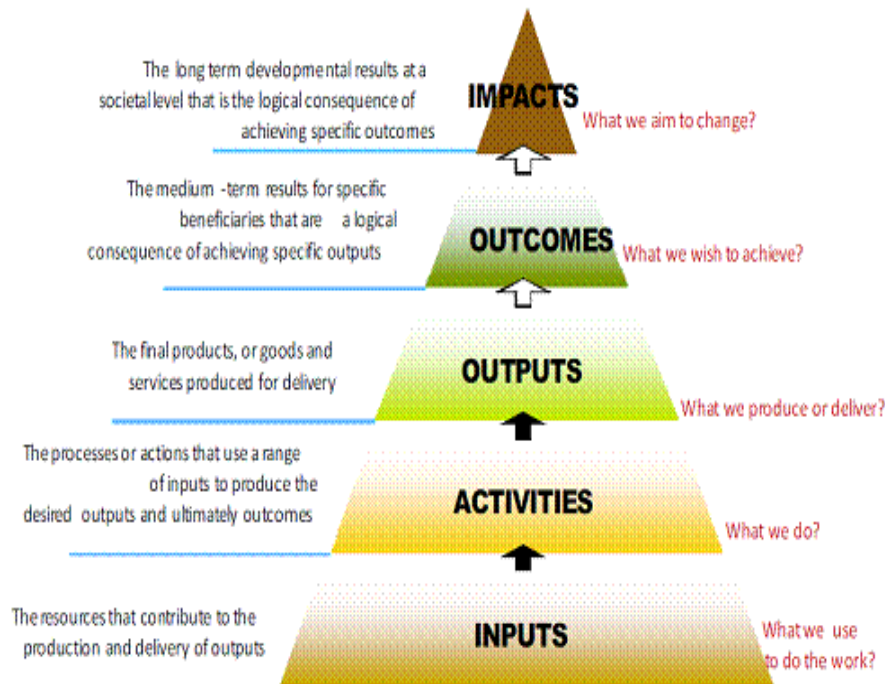 The long term developmental results at a
societal level that is the logical consequence of
achieving specific outcomes
IMPACTS
What we aim to change?
The medium -term results for specific
beneficiaries that are a logical
consequence of achieving specific outputs
OUTCOMES
What we wish to achieve?
The final products, or goods and
services produced for delivery
OUTPUTS
What we produce or deliver?
The processes or actions that use a range
of inputs to produce the
desired outputs and ultimately outcomes
ACTIVITIES
What we do?
The resources that contribute to the
production and delivery of outputs
INPUTS
What we use
to do the work?